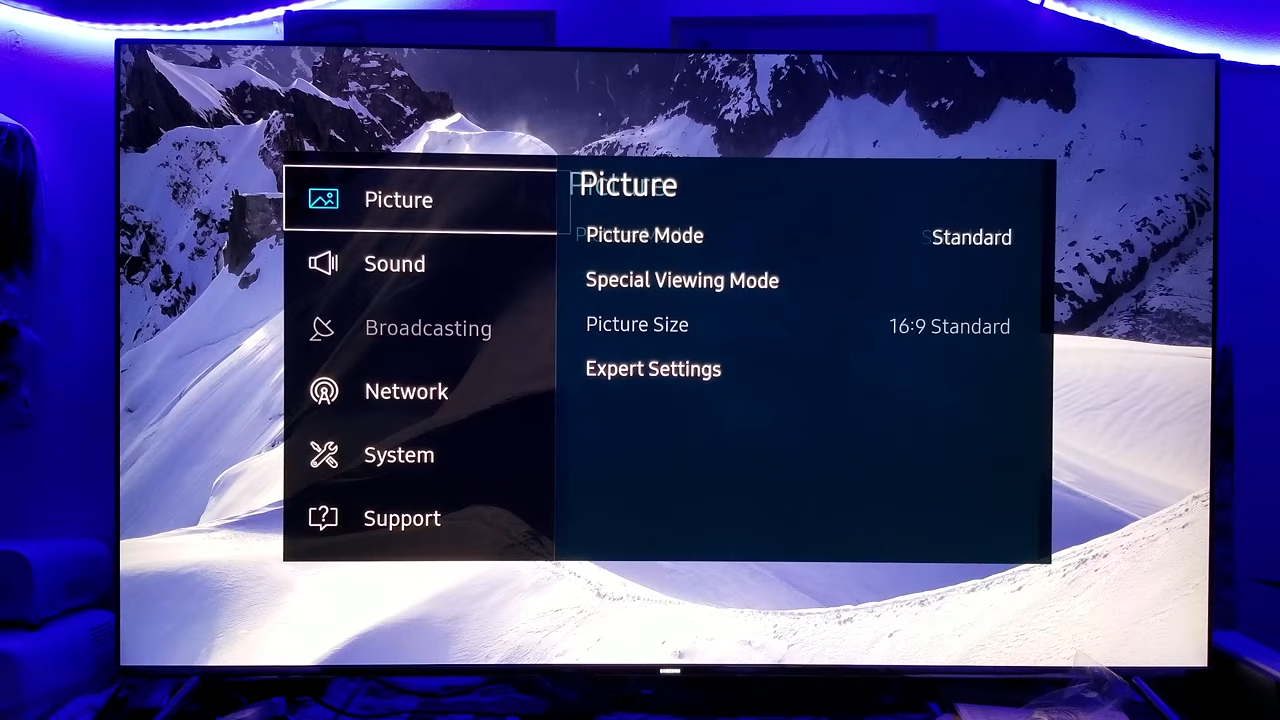 Picture
Sound
Broadcasting
Network
System
Support
Picture
Picture Mode Standard
Special Viewing Mode
Picture Size 16:9 Standard
Expert Settings
SAMSUNG